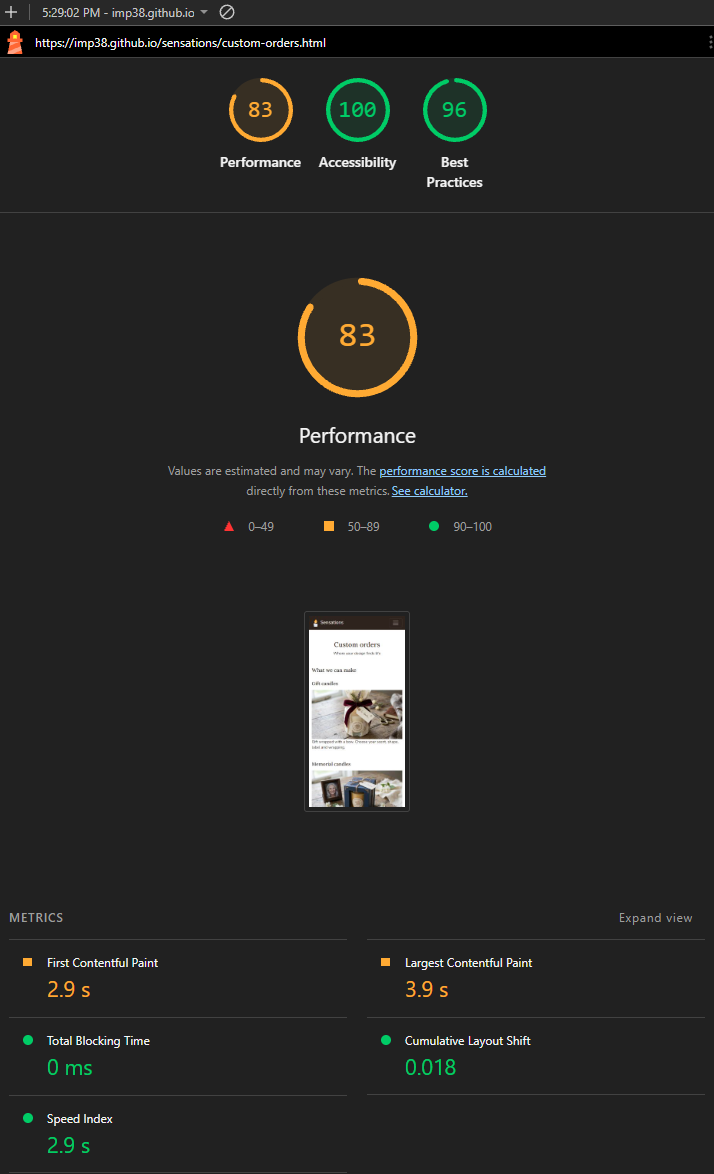 5:29:02 PM - imp38.github.io
https://imp38.github.io/sensations/custom-orders.html
83
100
96
Performance
Accessibility
Best
Practices
83
Performance
Values are estimated and may vary. The performance score is calculated
directly from these metrics. See calculator.
0–49
50–89
90–100
Sensations
Custom orders
What we can make
Gift candles
Memorial candles
METRICS
Expand view
First Contentful Paint
2.9 s
Largest Contentful Paint
3.9 s
Total Blocking Time
0 ms
Cumulative Layout Shift
0.018
Speed Index
2.9 s